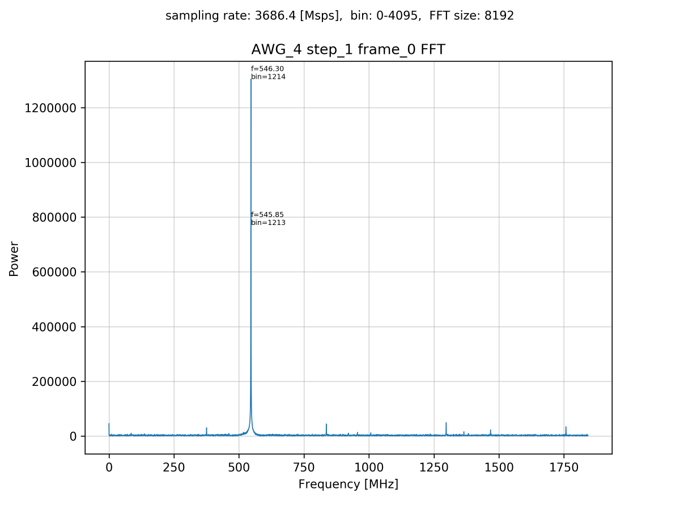 sampling rate: 3686.4 [Msps],  bin: 0-4095,  FFT size: 8192
AWG_4 step_1 frame_0 FFT
f=546.30
bin=1214
f=545.85
bin=1213
1200000
1000000
800000
600000
400000
200000
0
Power
0 250 500 750 1000 1250 1500 1750
Frequency [MHz]